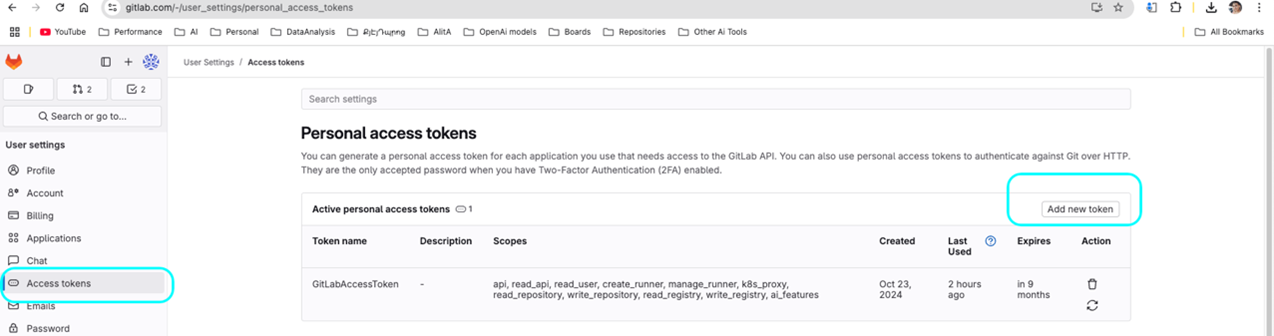 gitlab.com/-/user_settings/personal_access_tokens
YouTube Performance AI Personal DataAnalysis Քյէյ"Դպրոց AlitA OpenAi models Boards Repositories Other Ai Tools All Bookmarks
User Settings / Access tokens
2 2
Search or go to...
Search settings
User settings
Profile
Account
Billing
Applications
Chat
Access tokens
Emails
Password
Personal access tokens
You can generate a personal access token for each application you use that needs access to the GitLab API. You can also use personal access tokens to authenticate against Git over HTTP.
They are the only accepted password when you have Two-Factor Authentication (2FA) enabled.
Active personal access tokens 1 Add new token
Token name Description Scopes Created Last Used Expires Action
GitLabAccessToken - api, read_api, read_user, create_runner, manage_runner, k8s_proxy, Oct 23, 2 hours in 9
read_repository, write_repository, read_registry, write_registry, ai_features 2024 ago months